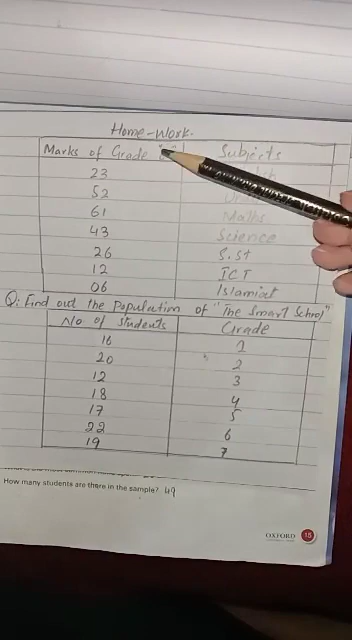 Home-Work.
Marks of Grade Subjects
23
52
61 Maths
43 Science
26 S.st
12 ICT
06 Islamiat
Q: Find out the Population of "The Smart School"
No. of Students Grade
16 1
20 2
12 3
18 4
17 5
22 6
19 7
How many students are there in the sample? 49
OXFORD 15